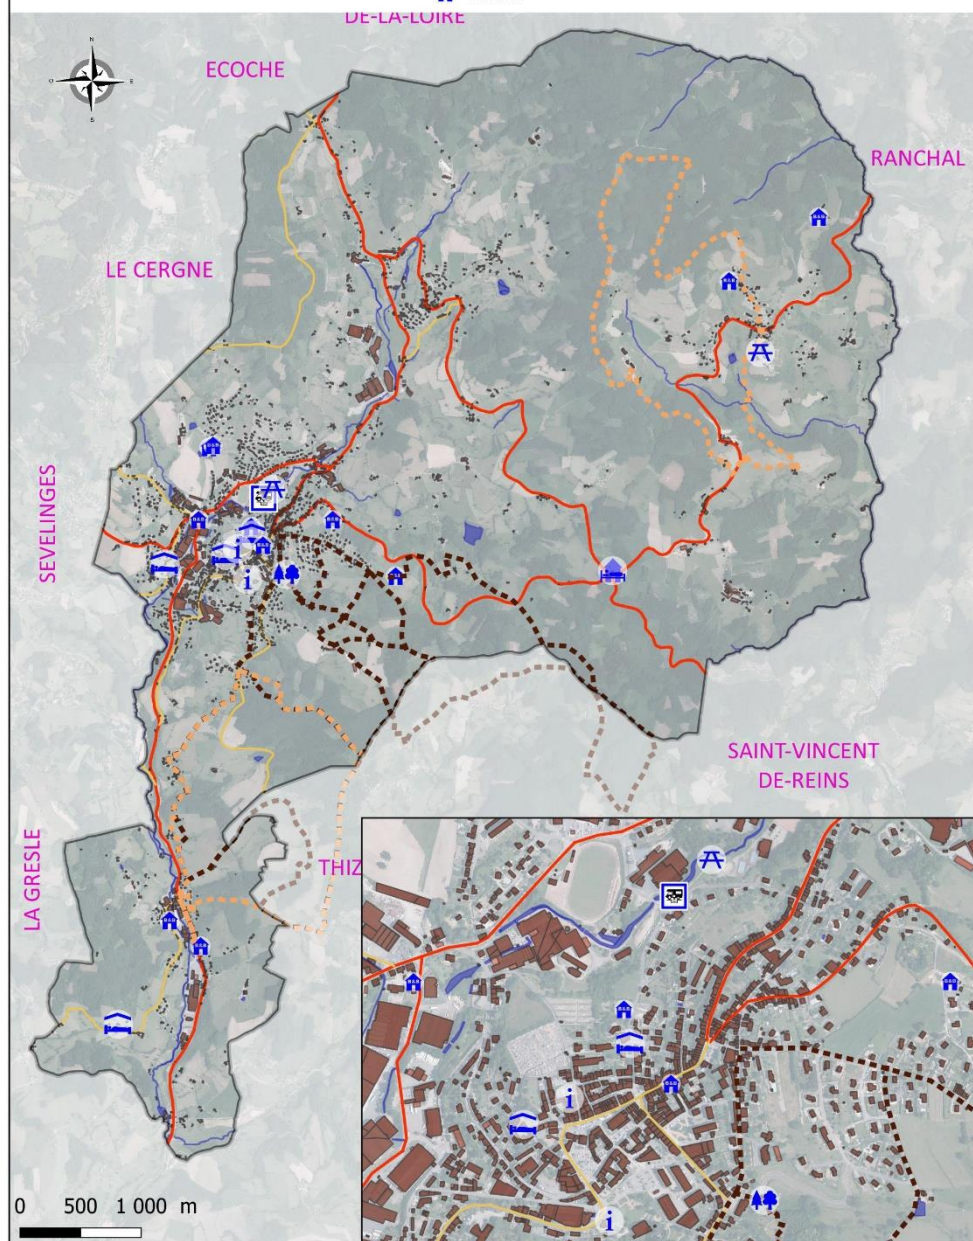 DE-LA-LOIRE
N
ECOCHE
O
E
S
RANCHAL
LE CERGNE
SEVELINGES
i
i
SAINT-VINCENT
DE-REINS
LA GRESLE
THIZ
i
i
0 500 1 000 m